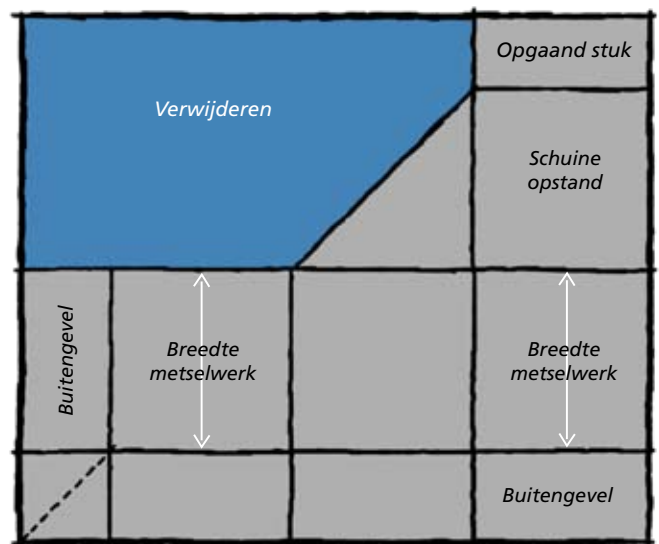 Opgaand stuk
Verwijderen
Schuine
opstand
Buitengevel
Breedte
metselwerk
Breedte
metselwerk
Buitengevel